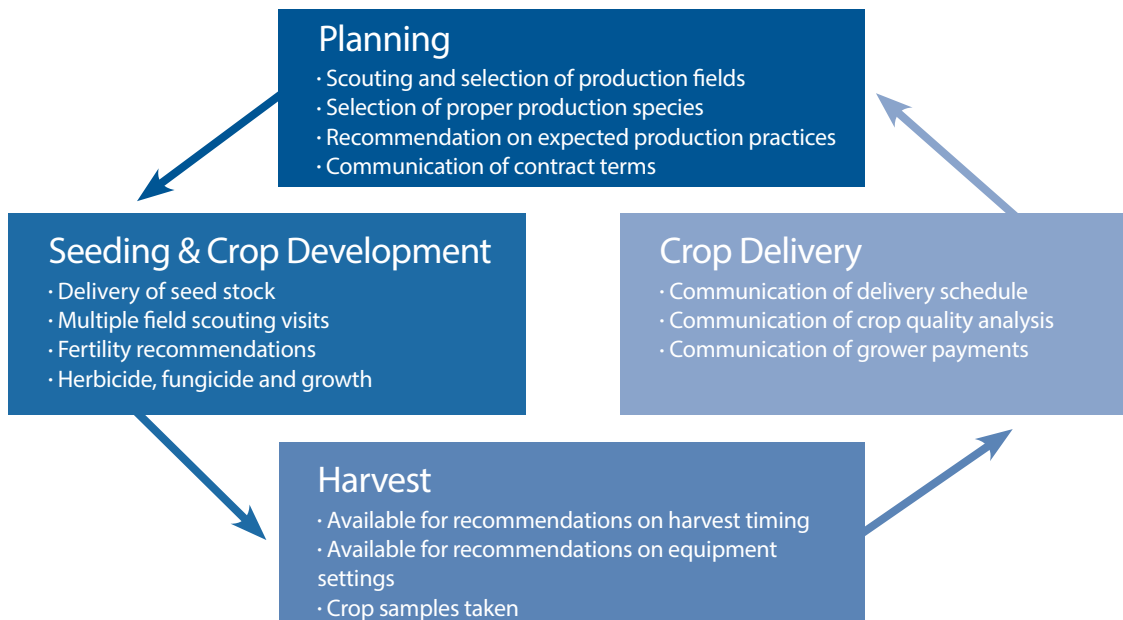 Planning
· Scouting and selection of production fields
· Selection of proper production species
· Recommendation on expected production practices
· Communication of contract terms
Seeding & Crop Development
· Delivery of seed stock
· Multiple field scouting visits
· Fertility recommendations
· Herbicide, fungicide and growth
Crop Delivery
· Communication of delivery schedule
· Communication of crop quality analysis
· Communication of grower payments
Harvest
· Available for recommendations on harvest timing
· Available for recommendations on equipment
settings
· Crop samples taken